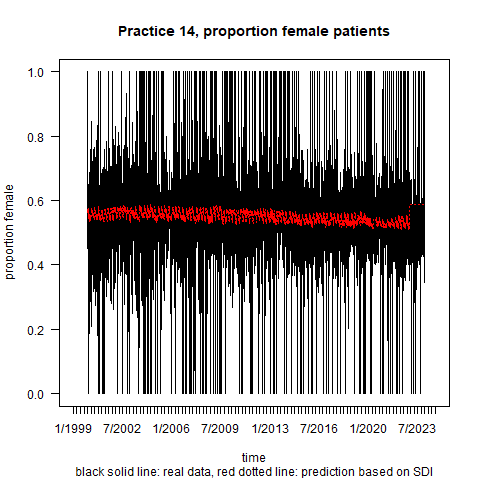 Practice 14, proportion female patients
proportion female
1.0
0.8
0.6
0.4
0.2
0.0
1/1999 7/2002 1/2006 7/2009 1/2013 7/2016 1/2020 7/2023
time
black solid line: real data, red dotted line: prediction based on SDI